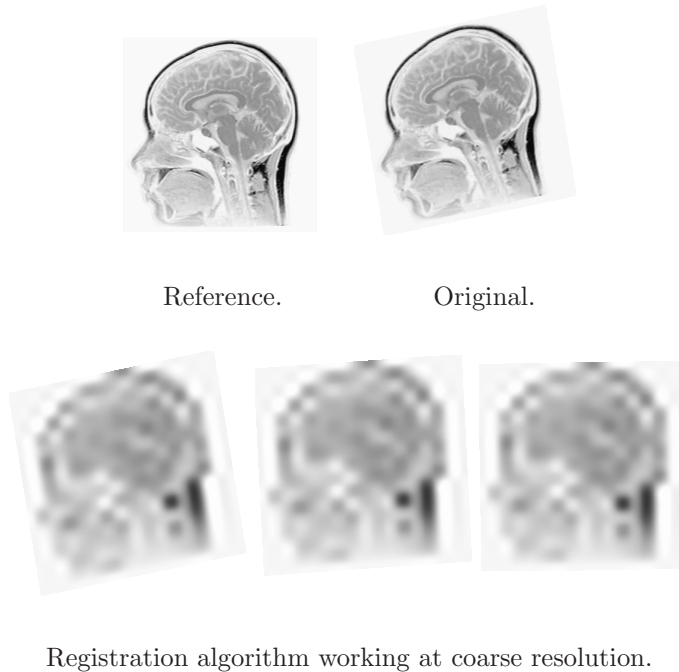 Reference.
Original.
Registration algorithm working at coarse resolution.